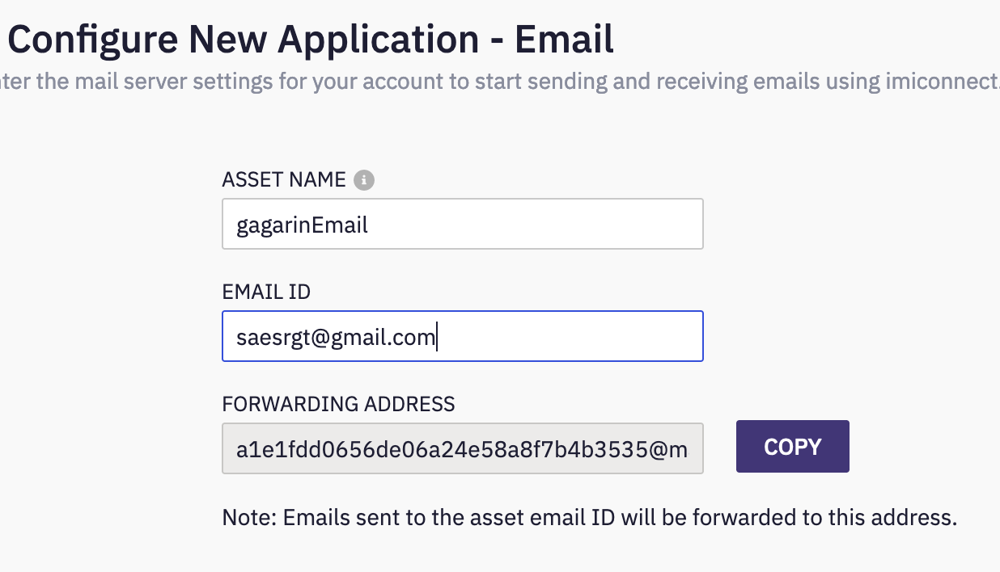 Configure New Application - Email
ter the mail server settings for your account to start sending and receiving emails using imiconnect.
ASSET NAME
gagarinEmail
EMAIL ID
saesrgt@gmail.com
FORWARDING ADDRESS
a1e1fdd0656de06a24e58a8f7b4b3535@m
COPY
Note: Emails sent to the asset email ID will be forwarded to this address.